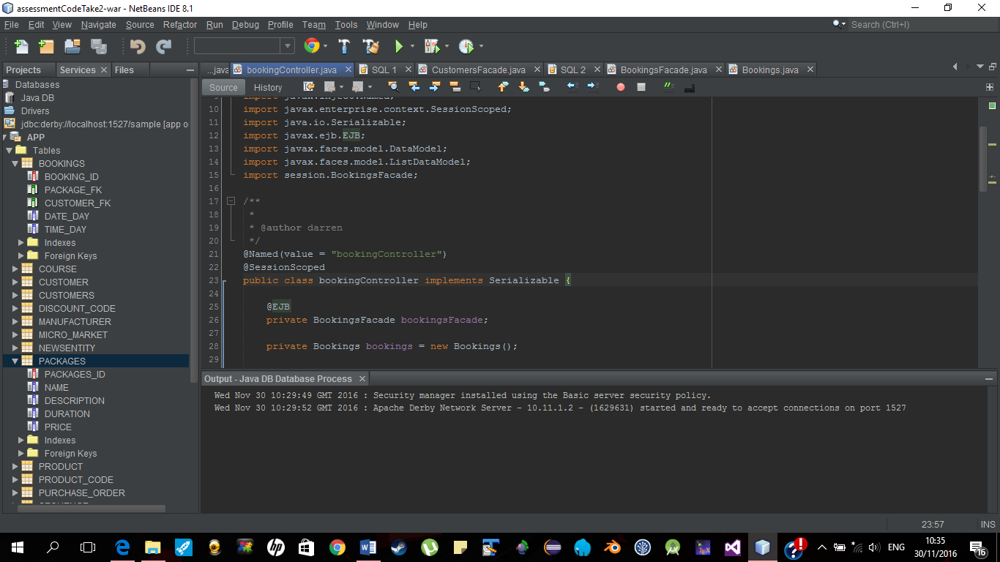 assessmentCodeTake2-war - NetBeans IDE 8.1
File Edit View Navigate Source Refactor Run Debug Profile Team Tools Window Help
Search (Ctrl+I)
Projects Services Files
...java bookingController.java SQL 1 CustomersFacade.java SQL 2 BookingsFacade.java Bookings.java
Source History
Databases
Java DB
Drivers
jdbc:derby://localhost:1527/sample [app o
APP
Tables
BOOKINGS
BOOKING_ID
PACKAGE_FK
CUSTOMER_FK
DATE_DAY
TIME_DAY
Indexes
Foreign Keys
COURSE
CUSTOMER
CUSTOMERS
DISCOUNT_CODE
MANUFACTURER
MICRO_MARKET
NEWSENTITY
PACKAGES
PACKAGES_ID
NAME
DESCRIPTION
DURATION
PRICE
Indexes
Foreign Keys
PRODUCT
PRODUCT_CODE
PURCHASE_ORDER
9 import javax.inject.Named;
10 import javax.enterprise.context.SessionScoped;
11 import java.io.Serializable;
12 import javax.ejb.EJB;
13 import javax.faces.model.DataModel;
14 import javax.faces.model.ListDataModel;
15 import session.BookingsFacade;
16
17 /**
18 *
19 * @author darren
20 */
21 @Named(value = "bookingController")
22 @SessionScoped
23 public class bookingController implements Serializable {
24
25 @EJB
26 private BookingsFacade bookingsFacade;
27
28 private Bookings bookings = new Bookings();
29
Output - Java DB Database Process
Wed Nov 30 10:29:49 GMT 2016 : Security manager installed using the Basic server security policy.
Wed Nov 30 10:29:52 GMT 2016 : Apache Derby Network Server - 10.11.1.2 - (1629631) started and ready to accept connections on port 1527
23:57 INS
ENG
10:35
30/11/2016
16